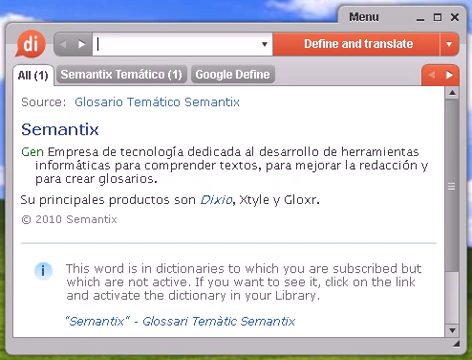 Menu
di
Define and translate
All (1)
Semantix Temático (1)
Google Define
Source: Glosario Temático Semantix
Semantix
Gen Empresa de tecnología dedicada al desarrollo de herramientas
informáticas para comprender textos, para mejorar la redacción y
para crear glosarios.
Su principales productos son Dixio, Xtyle y Gloxr.
© 2010 Semantix
i
This word is in dictionaries to which you are subscribed but
which are not active. If you want to see it, click on the link
and activate the dictionary in your Library.
"Semantix" - Glossari Temàtic Semantix